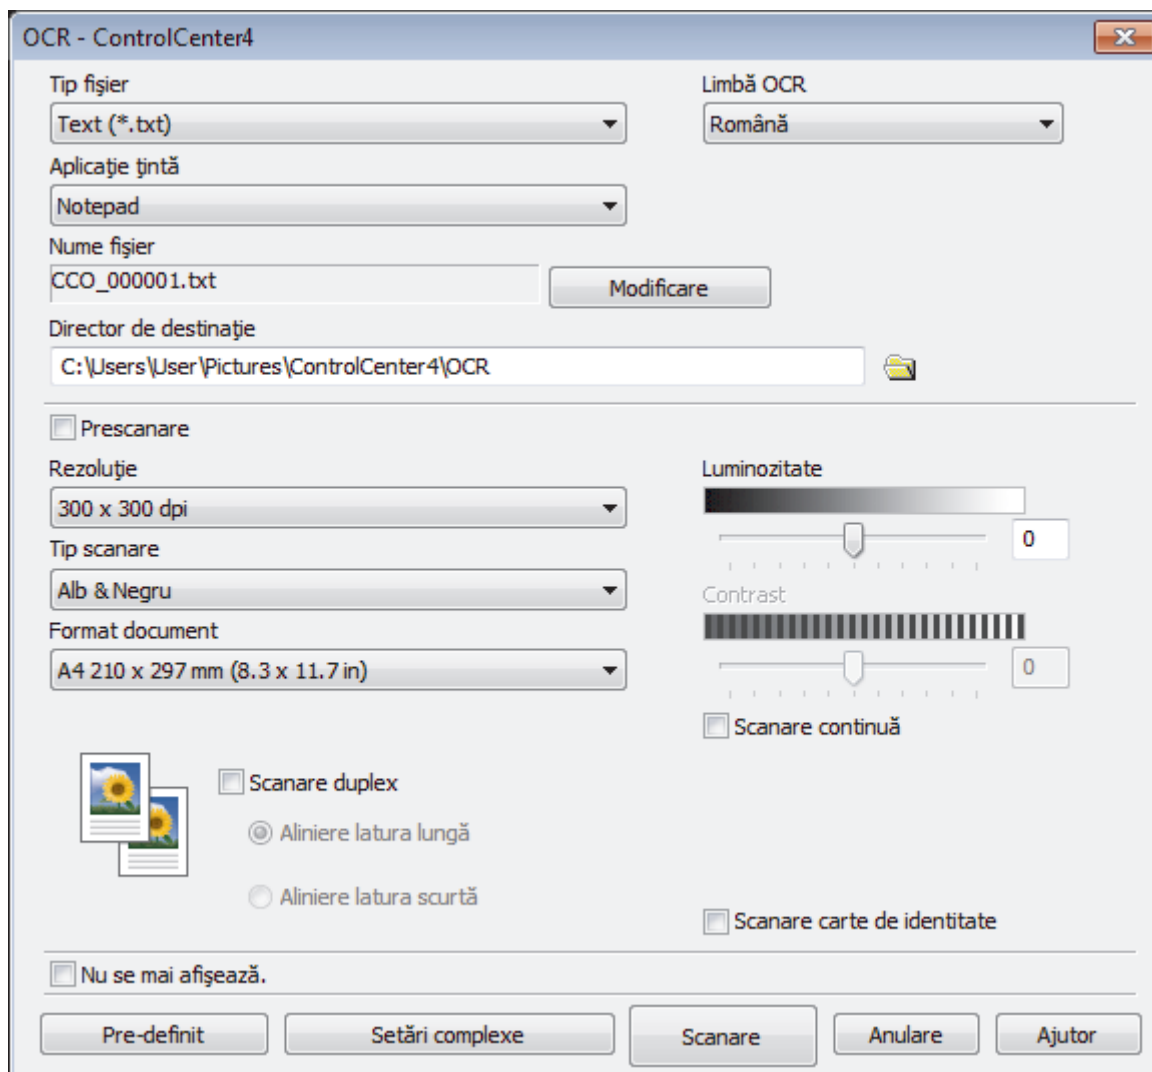 OCR - ControlCenter4
Tip fişier
Limbă OCR
Text (*.txt)
Română
Aplicaţie ţintă
Notepad
Nume fişier
CCO_000001.txt
Modificare
Director de destinaţie
C:\Users\User\Pictures\ControlCenter4\OCR
Prescanare
Rezoluţie
Luminozitate
300 x 300 dpi
0
Tip scanare
Alb & Negru
Contrast
Format document
A4 210 x 297 mm (8.3 x 11.7 in)
0
Scanare continuă
Scanare duplex
Aliniere latura lungă
Aliniere latura scurtă
Scanare carte de identitate
Nu se mai afişează.
Pre-definit
Setări complexe
Scanare
Anulare
Ajutor